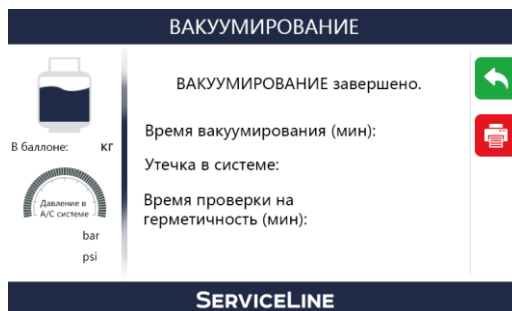 ВАКУУМИРОВАНИЕ
ВАКУУМИРОВАНИЕ завершено.
Время вакуумирования (мин):
Утечка в системе:
Время проверки на
герметичность (мин):
В баллоне: кг
Давление в
A/C системе
bar
psi
SERVICELINE